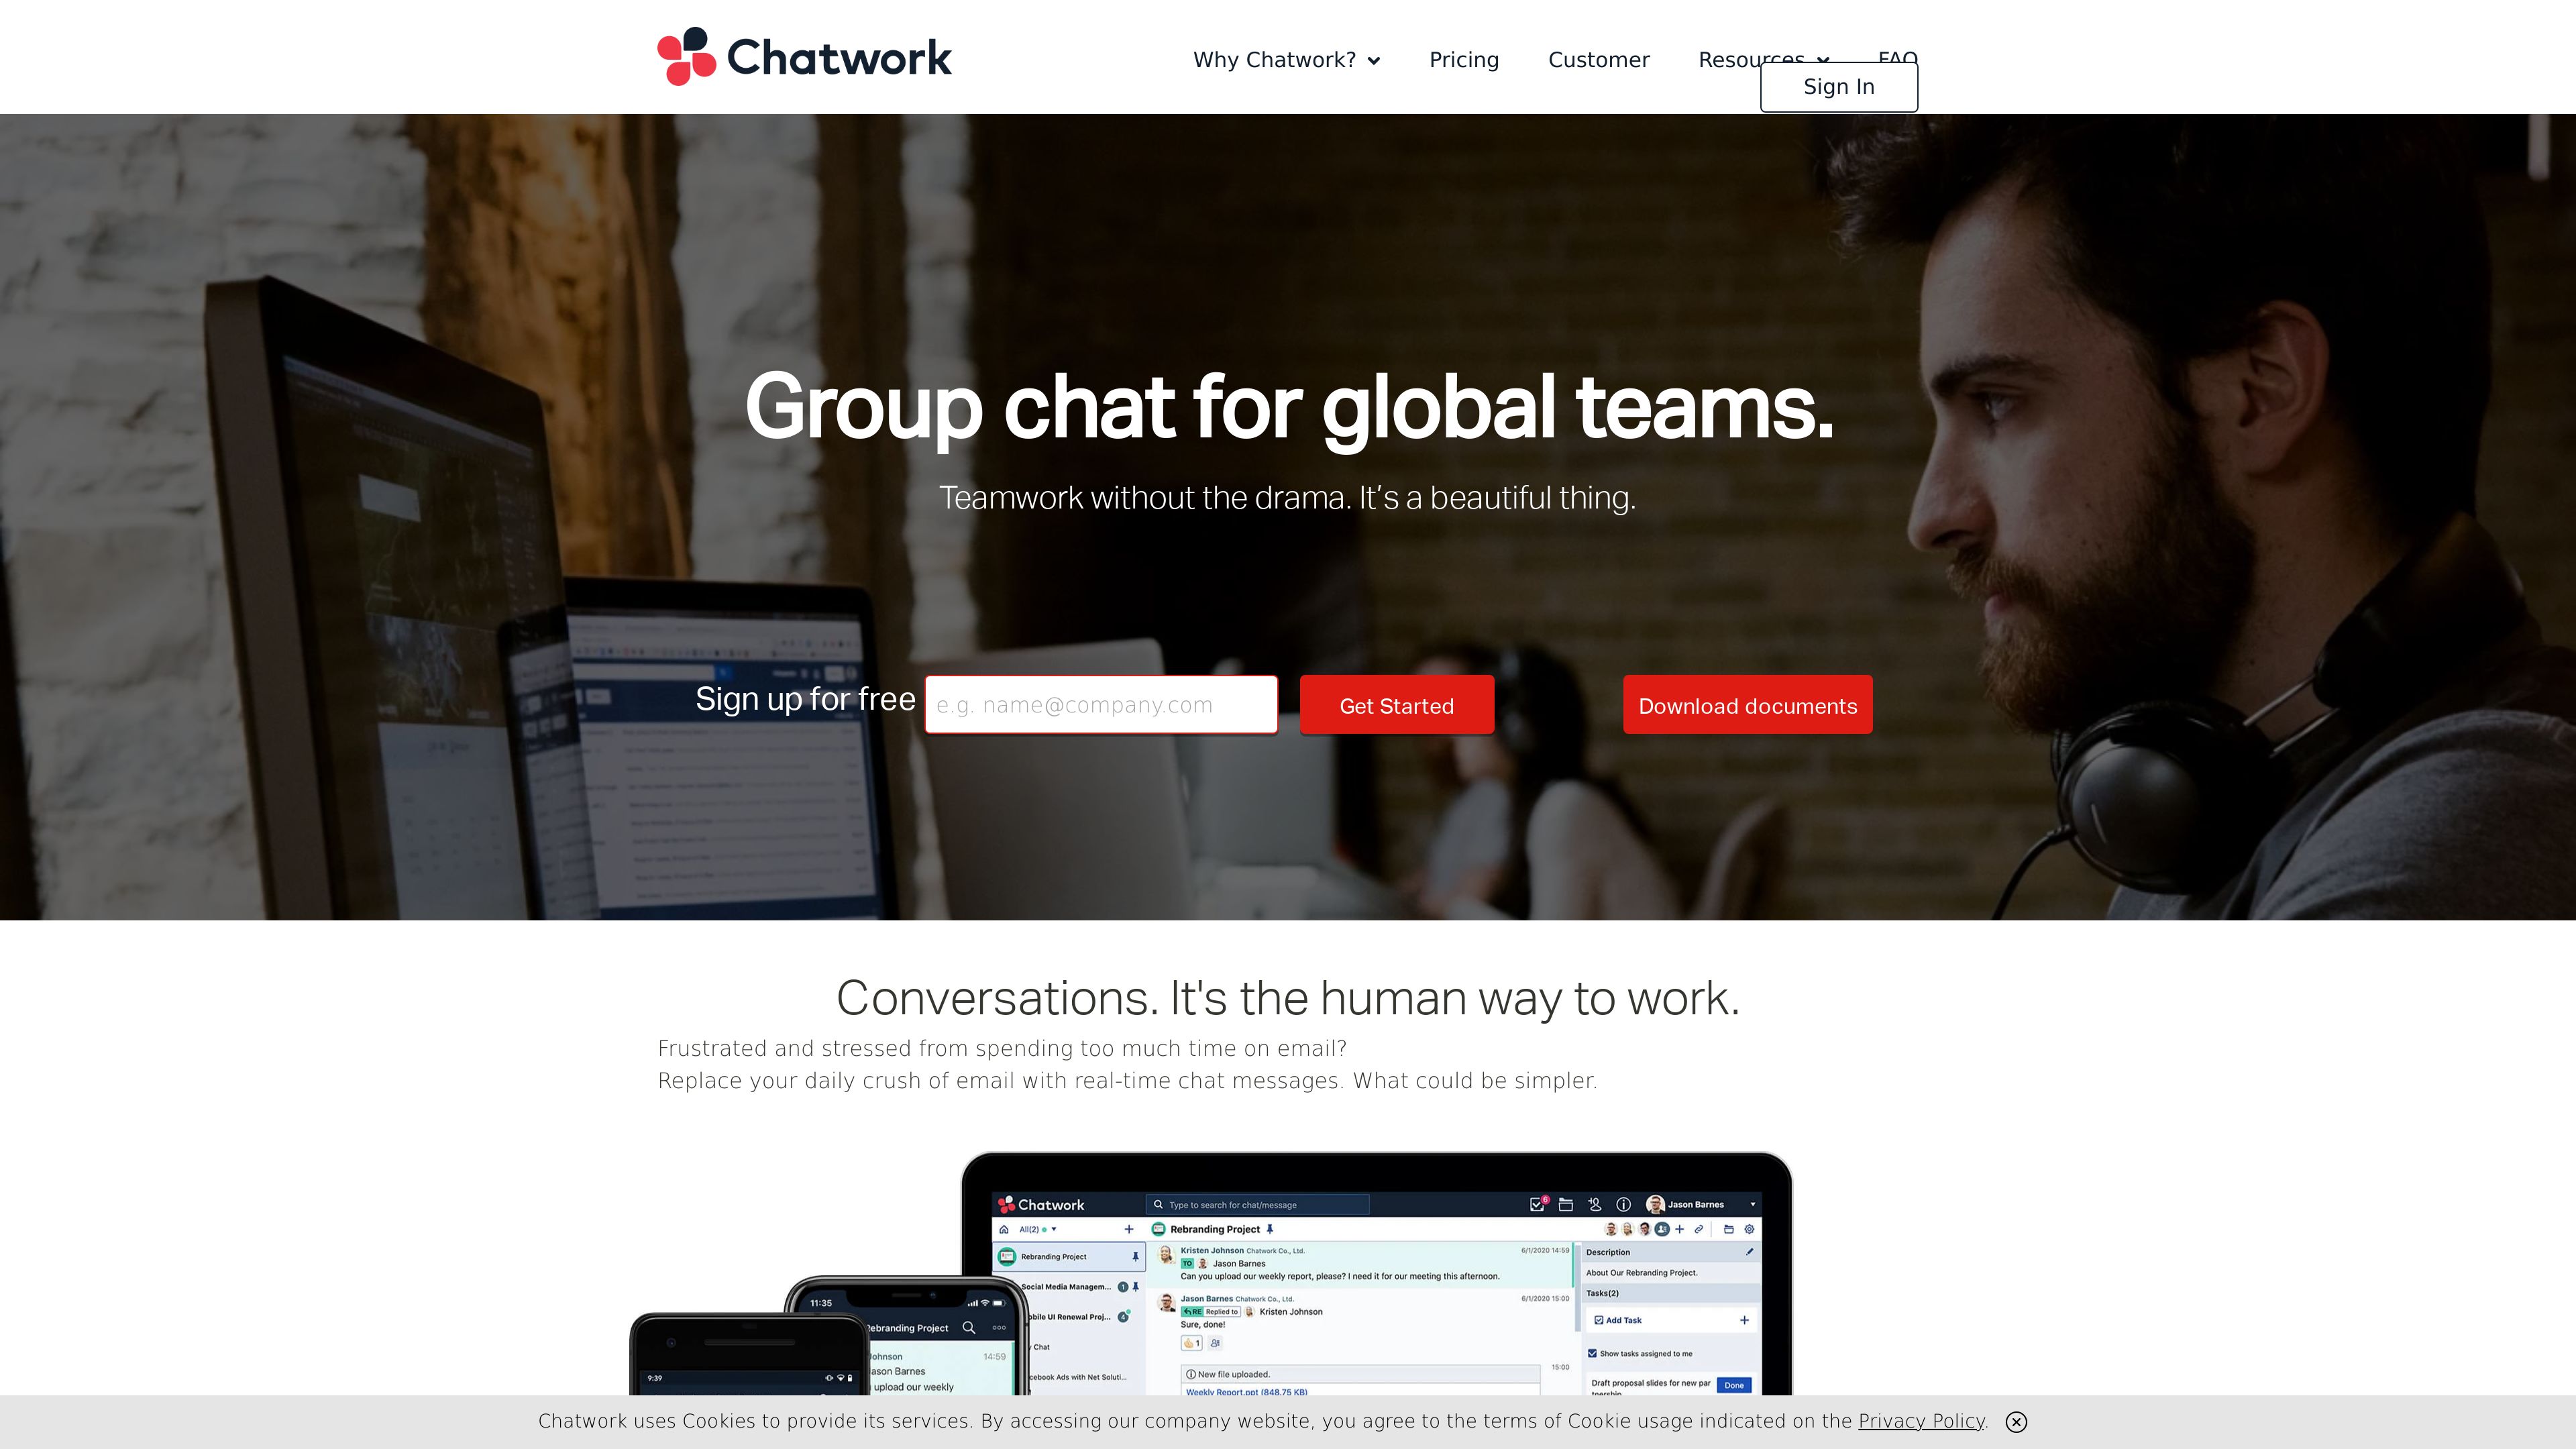 Chatwork
Why Chatwork?
Pricing
Customer
Resources
FAQ
Sign In
Group chat for global teams.
Teamwork without the drama. It's a beautiful thing.
Sign up for free
e.g. name@company.com
Get Started
Download documents
Conversations. It's the human way to work.
Frustrated and stressed from spending too much time on email?
Replace your daily crush of email with real-time chat messages. What could be simpler.
Chatwork
Type to search for chat/message
6
Jason Barnes
All(2)
Rebranding Project
Rebranding Project
Social Media Managem... 1
obile UI Renewal Proj... 4
y Chat
cebook Ads with Net Soluti...
Kristen Johnson Chatwork Co., Ltd. 6/1/2020 14:59
TO Jason Barnes
Can you upload our weekly report, please? I need it for our meeting this afternoon.
Jason Barnes Chatwork Co., Ltd. 6/1/2020 15:00
RE Replied to Kristen Johnson
Sure, done!
1
15:00
New file uploaded.
Weekly Report.ppt (848.75 KB)
Description
About Our Rebranding Project.
Tasks(2)
Add Task
Show tasks assigned to me
Draft proposal slides for new par
tnership
Done
11:35
Rebranding Project
Johnson 14:59
Jason Barnes
upload our weekly
9:39
Chatwork uses Cookies to provide its services. By accessing our company website, you agree to the terms of Cookie usage indicated on the Privacy Policy.